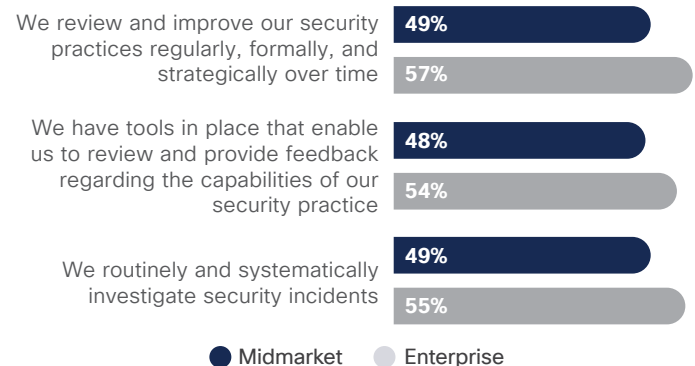 We review and improve our security
practices regularly, formally, and
strategically over time
49%
57%
We have tools in place that enable
us to review and provide feedback
regarding the capabilities of our
security practice
48%
54%
We routinely and systematically
investigate security incidents
49%
55%
Midmarket Enterprise